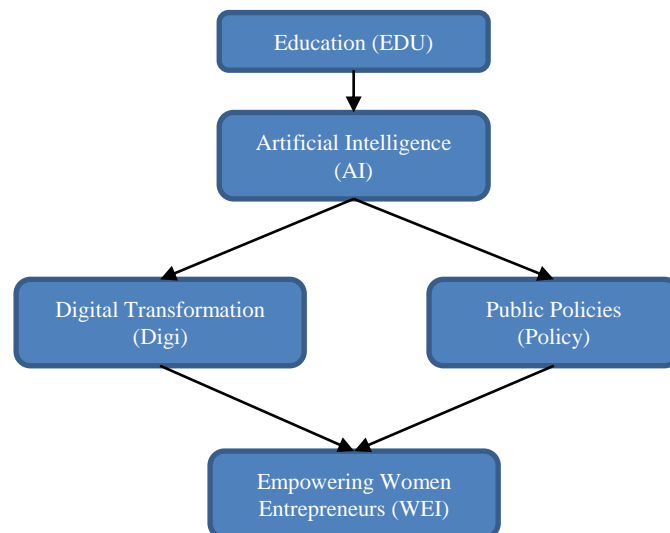 Education (EDU)
Artificial Intelligence
(AI)
Digital Transformation
(Digi)
Public Policies
(Policy)
Empowering Women
Entrepreneurs (WEI)